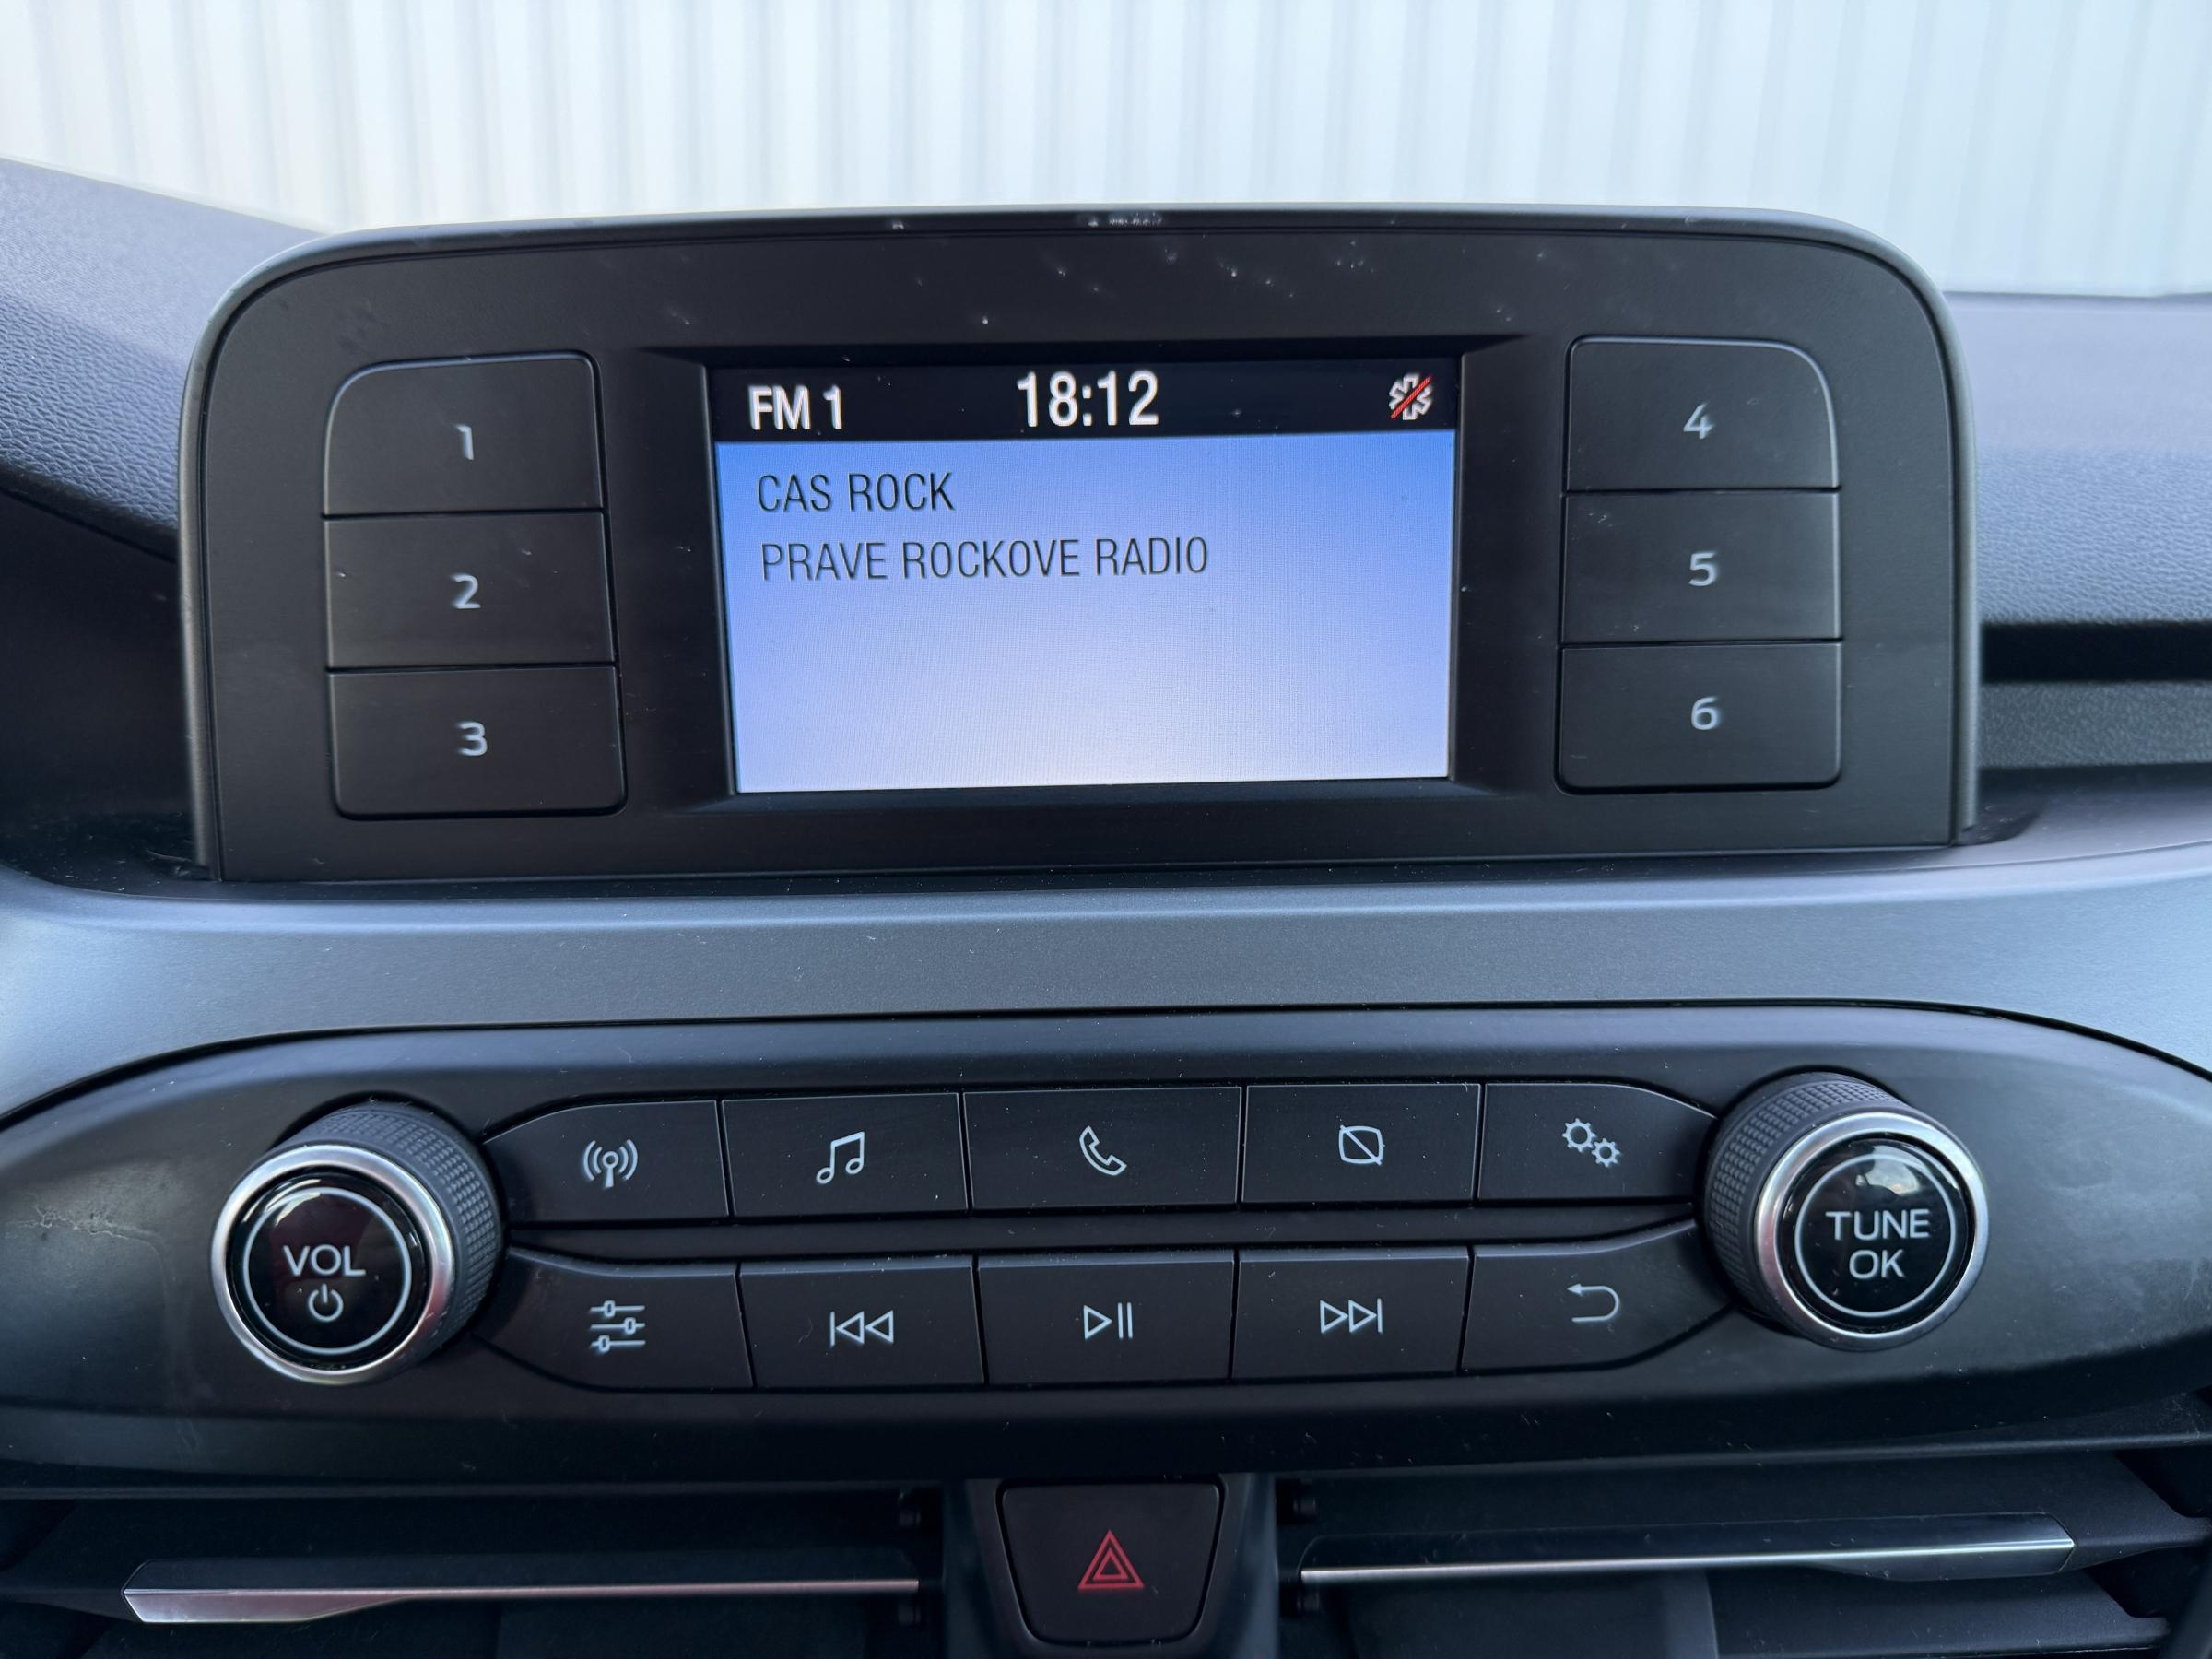 FM 1 18:12
CAS ROCK
PRAVE ROCKOVE RADIO
1
2
3
4
5
6
VOL
TUNE
OK